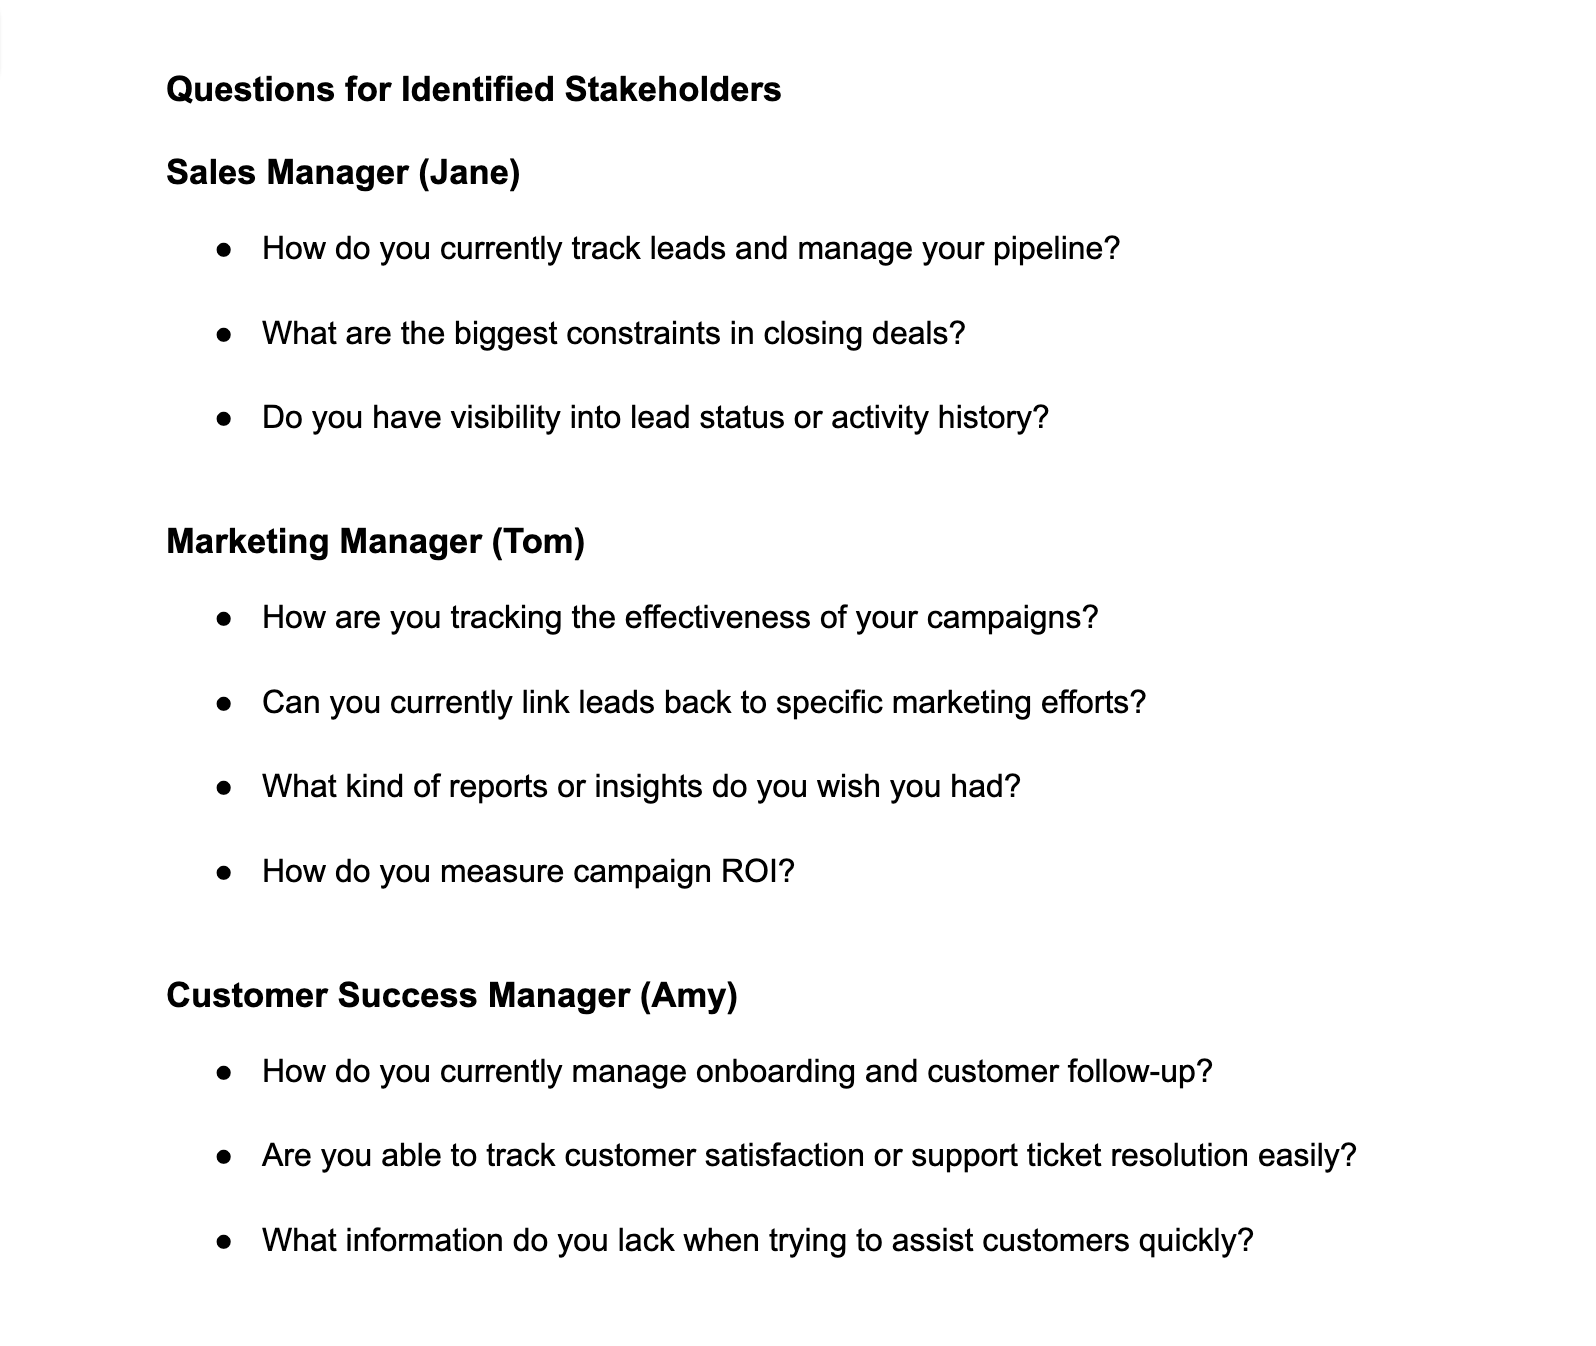 Questions for Identified Stakeholders
Sales Manager (Jane)
● How do you currently track leads and manage your pipeline?
● What are the biggest constraints in closing deals?
● Do you have visibility into lead status or activity history?
Marketing Manager (Tom)
● How are you tracking the effectiveness of your campaigns?
● Can you currently link leads back to specific marketing efforts?
● What kind of reports or insights do you wish you had?
● How do you measure campaign ROI?
Customer Success Manager (Amy)
● How do you currently manage onboarding and customer follow-up?
● Are you able to track customer satisfaction or support ticket resolution easily?
● What information do you lack when trying to assist customers quickly?